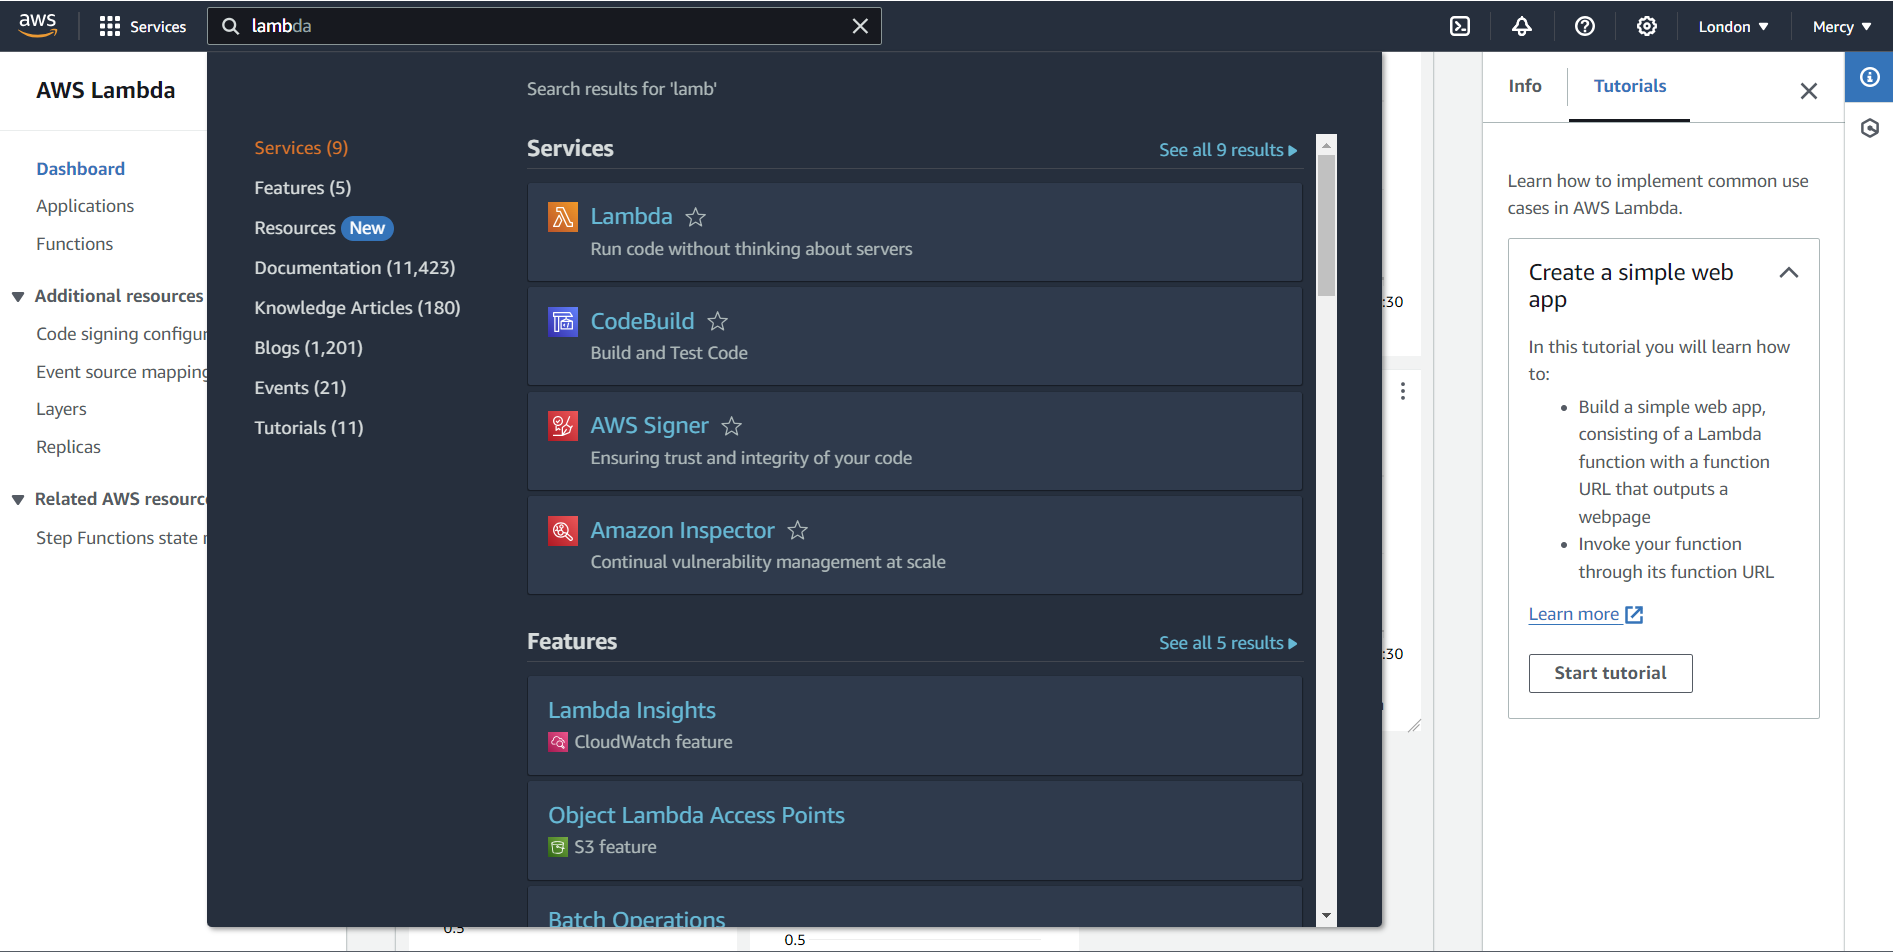 aws
Services
lambda
London
Mercy
AWS Lambda
Dashboard
Applications
Functions
Additional resources
Code signing configur
Event source mapping
Layers
Replicas
Related AWS resourc
Step Functions state
Search results for 'lamb'
Services (9)
Features (5)
Resources New
Documentation (11,423)
Knowledge Articles (180)
Blogs (1,201)
Events (21)
Tutorials (11)
Services
See all 9 results
Lambda
Run code without thinking about servers
CodeBuild
Build and Test Code
AWS Signer
Ensuring trust and integrity of your code
Amazon Inspector
Continual vulnerability management at scale
Features
See all 5 results
Lambda Insights
CloudWatch feature
Object Lambda Access Points
S3 feature
Batch Operations
:30
:30
0.5
0.5
Info
Tutorials
Learn how to implement common use
cases in AWS Lambda.
Create a simple web
app
In this tutorial you will learn how
to:
• Build a simple web app,
consisting of a Lambda
function with a function
URL that outputs a
webpage
• Invoke your function
through its function URL
Learn more
Start tutorial